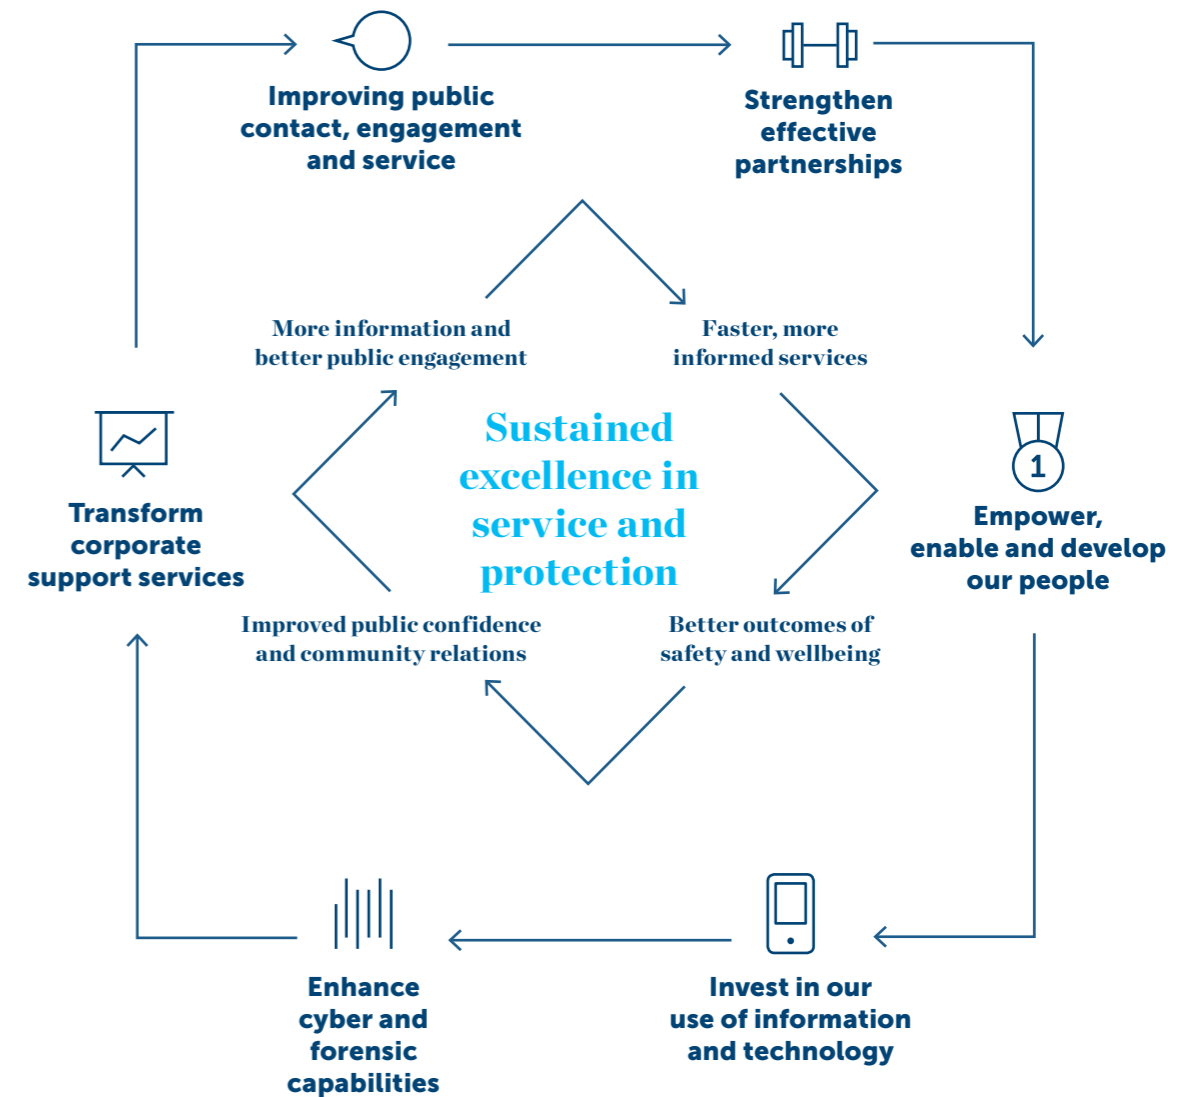 Improving public
contact, engagement
and service
Strengthen
effective
partnerships
More information and
better public engagement
Faster, more
informed services
Sustained
excellence in
service and
protection
Transform
corporate
support services
1
Empower,
enable and develop
our people
Improved public confidence
and community relations
Better outcomes of
safety and wellbeing
Enhance
cyber and
forensic
capabilities
Invest in our
use of information
and technology